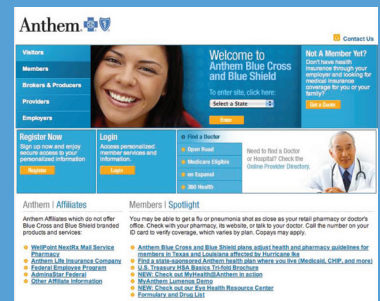 Anthem.
Contact Us
Visitors
Members
Brokers & Producers
Providers
Employers
Welcome to
Anthem Blue Cross
and Blue Shield
To enter site, click here:
Select a State
Enter
Not A Member Yet?
Don't have health
insurance through your
employer and looking for
medical insurance
coverage for you or your
family?
Get a Quote
Register Now
Sign up now and enjoy
secure access to your
personalized information
Register
Login
Access personalized
member services and
information.
Login
Find a Doctor
Open Road
Medicare Eligible
en Espanol
360 Health
Need to find a Doctor
or Hospital? Check the
Online Provider Directory.
Anthem | Affiliates
Anthem Affiliates which do not offer
Blue Cross and Blue Shield branded
products and services:
WellPoint NextRx Mail Service
Pharmacy
Anthem Life Insurance Company
Federal Employee Program
AdminaStar Federal
Other Affiliate Information
Members | Spotlight
You may be able to get a flu or pneumonia shot as close as your retail pharmacy or doctor's
office. Check with your pharmacy, its website, or talk to your doctor. Call the number on your
ID card to verify coverage, which varies by plan. Copays may apply.
Anthem Blue Cross and Blue Shield plans adjust health and pharmacy guidelines for
members in Texas and Louisiana affected by Hurricane Ike
Find a state-sponsored Anthem health plan where you live (Medicaid, CHIP, and more)
U.S. Treasury HSA Basics Tri-fold Brochure
NEW: Check out MyHealth@Anthem in action
MyAnthem Lumenos Demo
NEW: Check out our Eye Health Resource Center
Formulary and Drug List